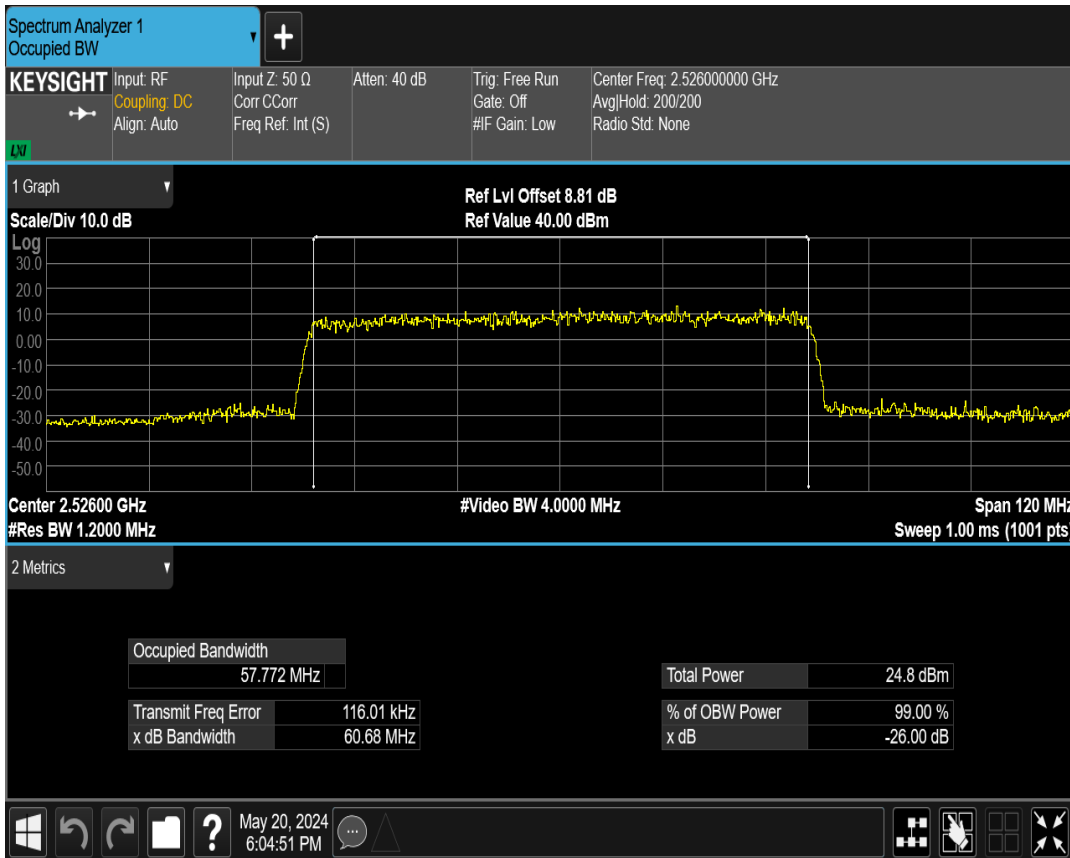 Spectrum Analyzer 1
Occupied BW
KEYSIGHT
LXI
Input: RF
Coupling: DC
Align: Auto
Input Z: 50 Ω
Corr CCorr
Freq Ref: Int (S)
Atten: 40 dB
Trig: Free Run
Gate: Off
#IF Gain: Low
Center Freq: 2.526000000 GHz
Avg|Hold: 200/200
Radio Std: None
1 Graph
Scale/Div 10.0 dB
Ref Lvl Offset 8.81 dB
Ref Value 40.00 dBm
Log
30.0
20.0
10.0
0.00
-10.0
-20.0
-30.0
-40.0
-50.0
Center 2.52600 GHz
#Video BW 4.0000 MHz
Span 120 MHz
#Res BW 1.2000 MHz
Sweep 1.00 ms (1001 pts)
2 Metrics
Occupied Bandwidth
57.772 MHz
Transmit Freq Error 116.01 kHz
x dB Bandwidth 60.68 MHz
Total Power 24.8 dBm
% of OBW Power 99.00 %
x dB -26.00 dB
?
May 20, 2024
6:04:51 PM